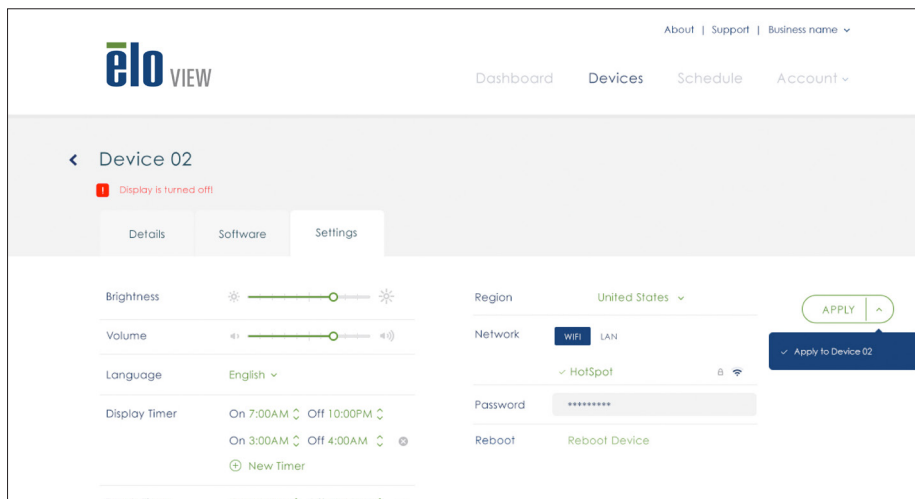 About | Support | Business name
elo VIEW
Dashboard Devices Schedule Account
Device 02
! Display is turned off!
Details Software Settings
Brightness
Volume
Language English
Display Timer On 7:00AM Off 10:00PM
On 3:00AM Off 4:00AM
New Timer
Region United States
Network WIFI LAN
HotSpot
Password *********
Reboot Reboot Device
APPLY
Apply to Device 02